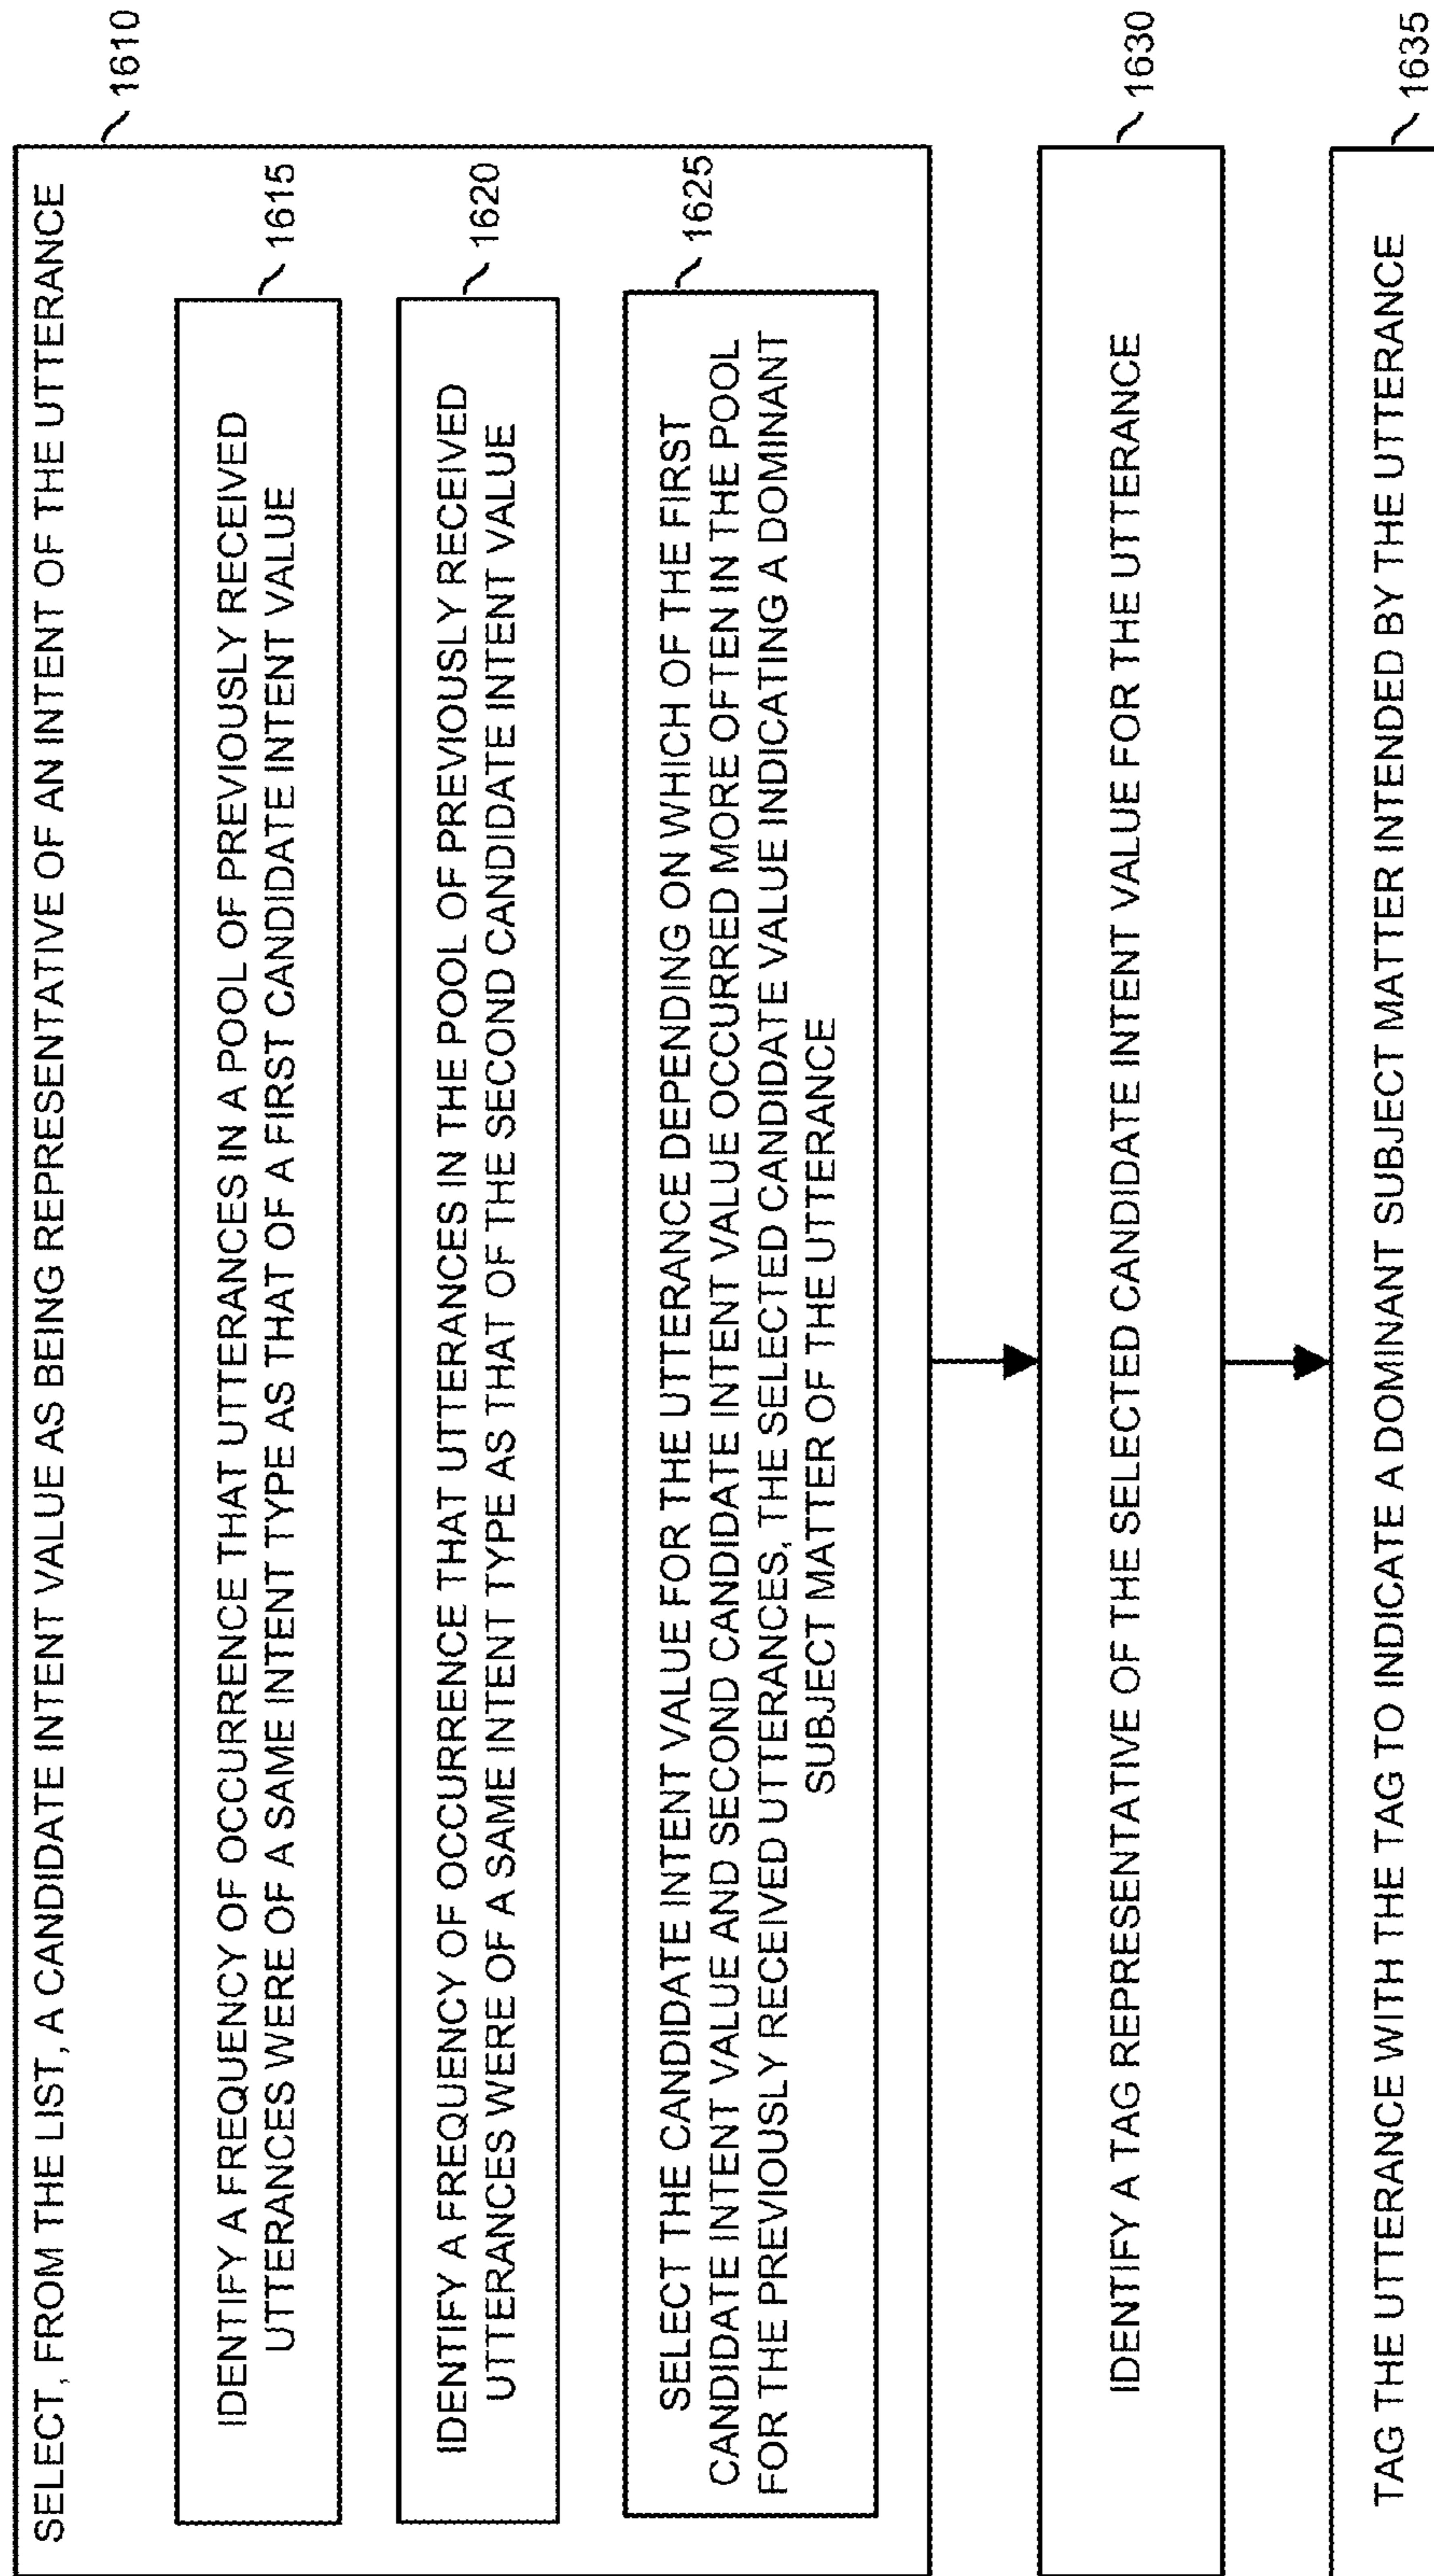 SELECT, FROM THE LIST, A CANDIDATE INTENT VALUE AS BEING REPRESENTATIVE OF AN INTENT OF THE UTTERANCE
1610
IDENTIFY A FREQUENCY OF OCCURRENCE THAT UTTERANCES IN A POOL OF PREVIOUSLY RECEIVED
UTTERANCES WERE OF A SAME INTENT TYPE AS THAT OF A FIRST CANDIDATE INTENT VALUE
1615
IDENTIFY A FREQUENCY OF OCCURRENCE THAT UTTERANCES IN THE POOL OF PREVIOUSLY RECEIVED
UTTERANCES WERE OF A SAME INTENT TYPE AS THAT OF THE SECOND CANDIDATE INTENT VALUE
1620
SELECT THE CANDIDATE INTENT VALUE FOR THE UTTERANCE DEPENDING ON WHICH OF THE FIRST
CANDIDATE INTENT VALUE AND SECOND CANDIDATE INTENT VALUE OCCURRED MORE OFTEN IN THE POOL
FOR THE PREVIOUSLY RECEIVED UTTERANCES, THE SELECTED CANDIDATE VALUE INDICATING A DOMINANT
SUBJECT MATTER OF THE UTTERANCE
1625
IDENTIFY A TAG REPRESENTATIVE OF THE SELECTED CANDIDATE INTENT VALUE FOR THE UTTERANCE
1630
TAG THE UTTERANCE WITH THE TAG TO INDICATE A DOMINANT SUBJECT MATTER INTENDED BY THE UTTERANCE
1635